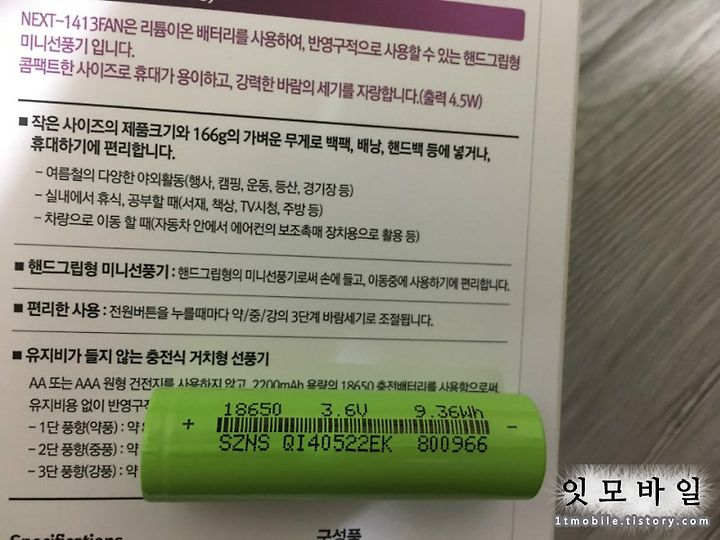 NEXT-1413FAN은 리튬이온 배터리를 사용하여, 반영구적으로 사용할 수 있는 핸드그립형
미니선풍기 입니다.
콤팩트한 사이즈로 휴대가 용이하고, 강력한 바람의 세기를 자랑합니다.(출력 4.5W)
■ 작은 사이즈의 제품크기와 166g의 가벼운 무게로 백팩, 배낭, 핸드백 등에 넣거나,
휴대하기에 편리합니다.
- 여름철의 다양한 야외활동(행사, 캠핑, 운동, 등산, 경기장 등)
- 실내에서 휴식, 공부할 때(서재, 책상, TV시청, 주방 등)
- 차량으로 이동 할 때(자동차 안에서 에어컨의 보조촉매 장치용으로 활용 등)
■ 핸드그립형 미니선풍기 : 핸드그립형의 미니선풍기로써 손에 들고, 이동중에 사용하기에 편리합니다.
■ 편리한 사용 : 전원버튼을 누를때마다 약/중/강의 3단계 바람세기로 조절됩니다.
■ 유지비가 들지 않는 충전식 거치형 선풍기
AA 또는 AAA 원형 건전지를 사용하지 않고, 2200mAh 용량의 18650 충전배터리를 사용함으로써,
유지비용 없이 반영구적
- 1단 풍향(약풍) : 약
- 2단 풍향(중풍) : 약
- 3단 풍향(강풍) : 약
+ 18650 3.6V 9.36Wh -
SZNS QI40522EK 800966
Specifications 구성품
잇모바일
1tmobile.tistory.com